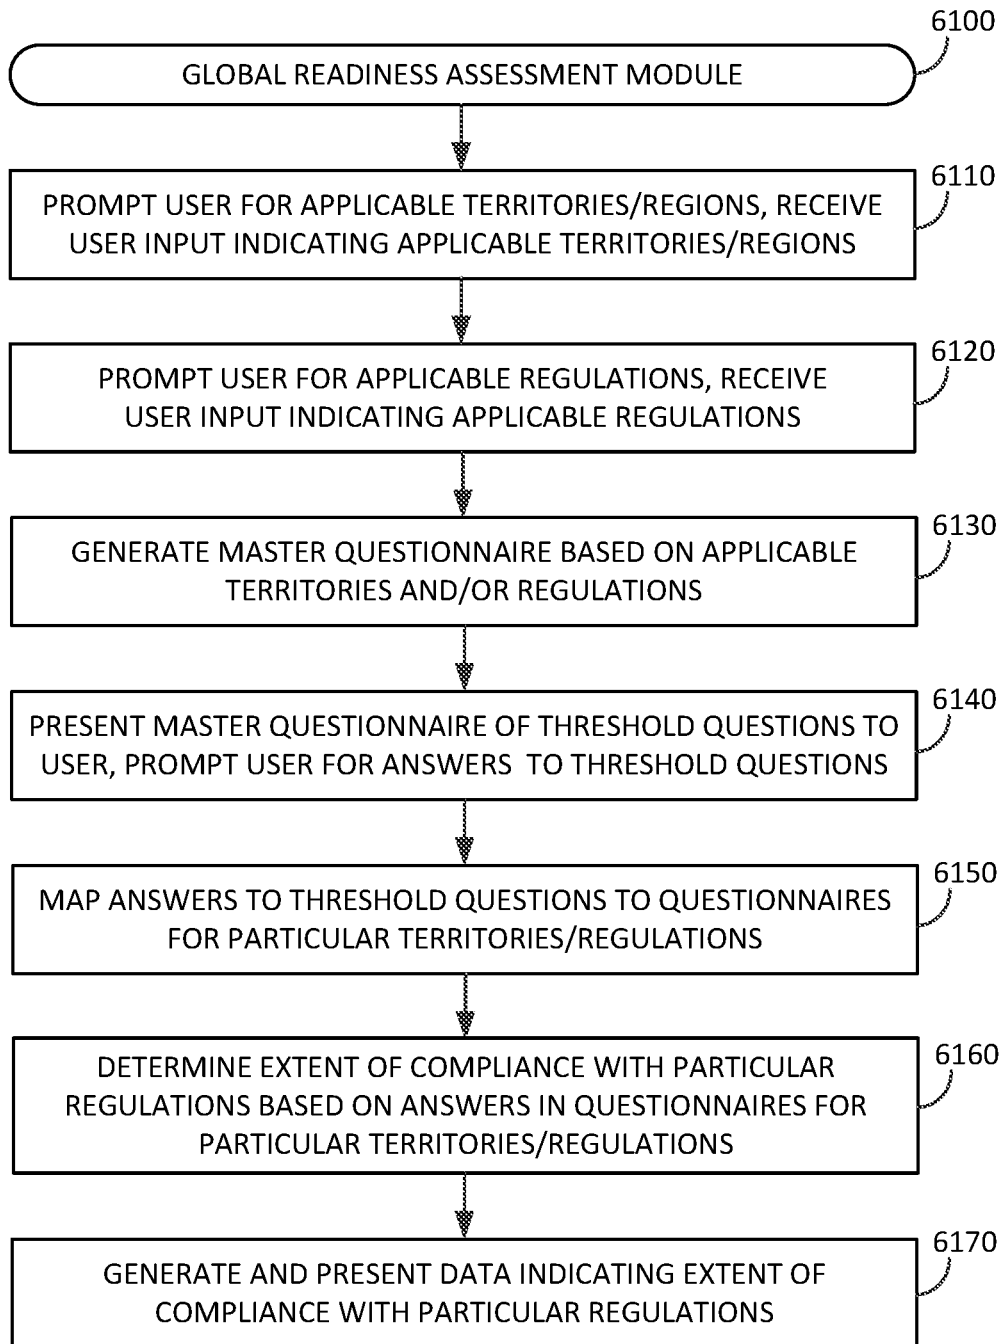 6100
GLOBAL READINESS ASSESSMENT MODULE
6110
PROMPT USER FOR APPLICABLE TERRITORIES/REGIONS, RECEIVE
USER INPUT INDICATING APPLICABLE TERRITORIES/REGIONS
6120
PROMPT USER FOR APPLICABLE REGULATIONS, RECEIVE
USER INPUT INDICATING APPLICABLE REGULATIONS
6130
GENERATE MASTER QUESTIONNAIRE BASED ON APPLICABLE
TERRITORIES AND/OR REGULATIONS
6140
PRESENT MASTER QUESTIONNAIRE OF THRESHOLD QUESTIONS TO
USER, PROMPT USER FOR ANSWERS  TO THRESHOLD QUESTIONS
6150
MAP ANSWERS TO THRESHOLD QUESTIONS TO QUESTIONNAIRES
FOR PARTICULAR TERRITORIES/REGULATIONS
6160
DETERMINE EXTENT OF COMPLIANCE WITH PARTICULAR
REGULATIONS BASED ON ANSWERS IN QUESTIONNAIRES FOR
PARTICULAR TERRITORIES/REGULATIONS
6170
GENERATE AND PRESENT DATA INDICATING EXTENT OF
COMPLIANCE WITH PARTICULAR REGULATIONS